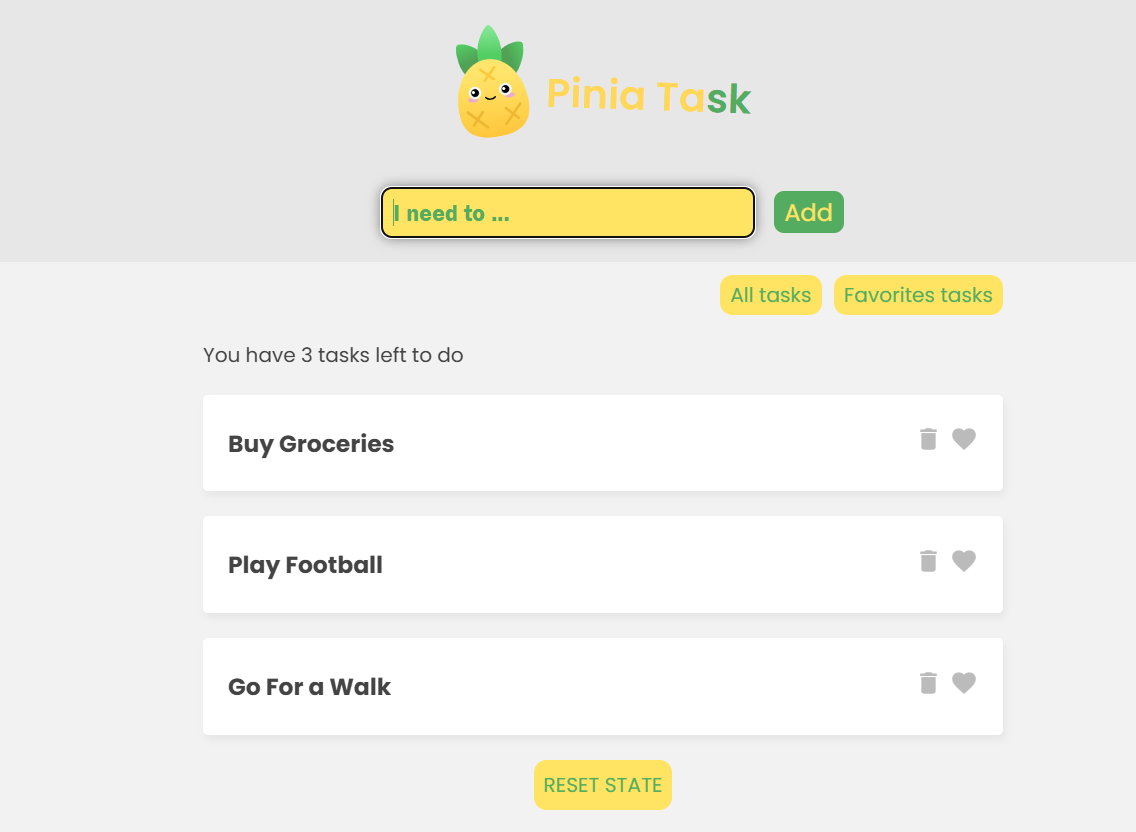 Pinia Task
I need to ...
Add
All tasks
Favorites tasks
You have 3 tasks left to do
Buy Groceries
Play Football
Go For a Walk
RESET STATE